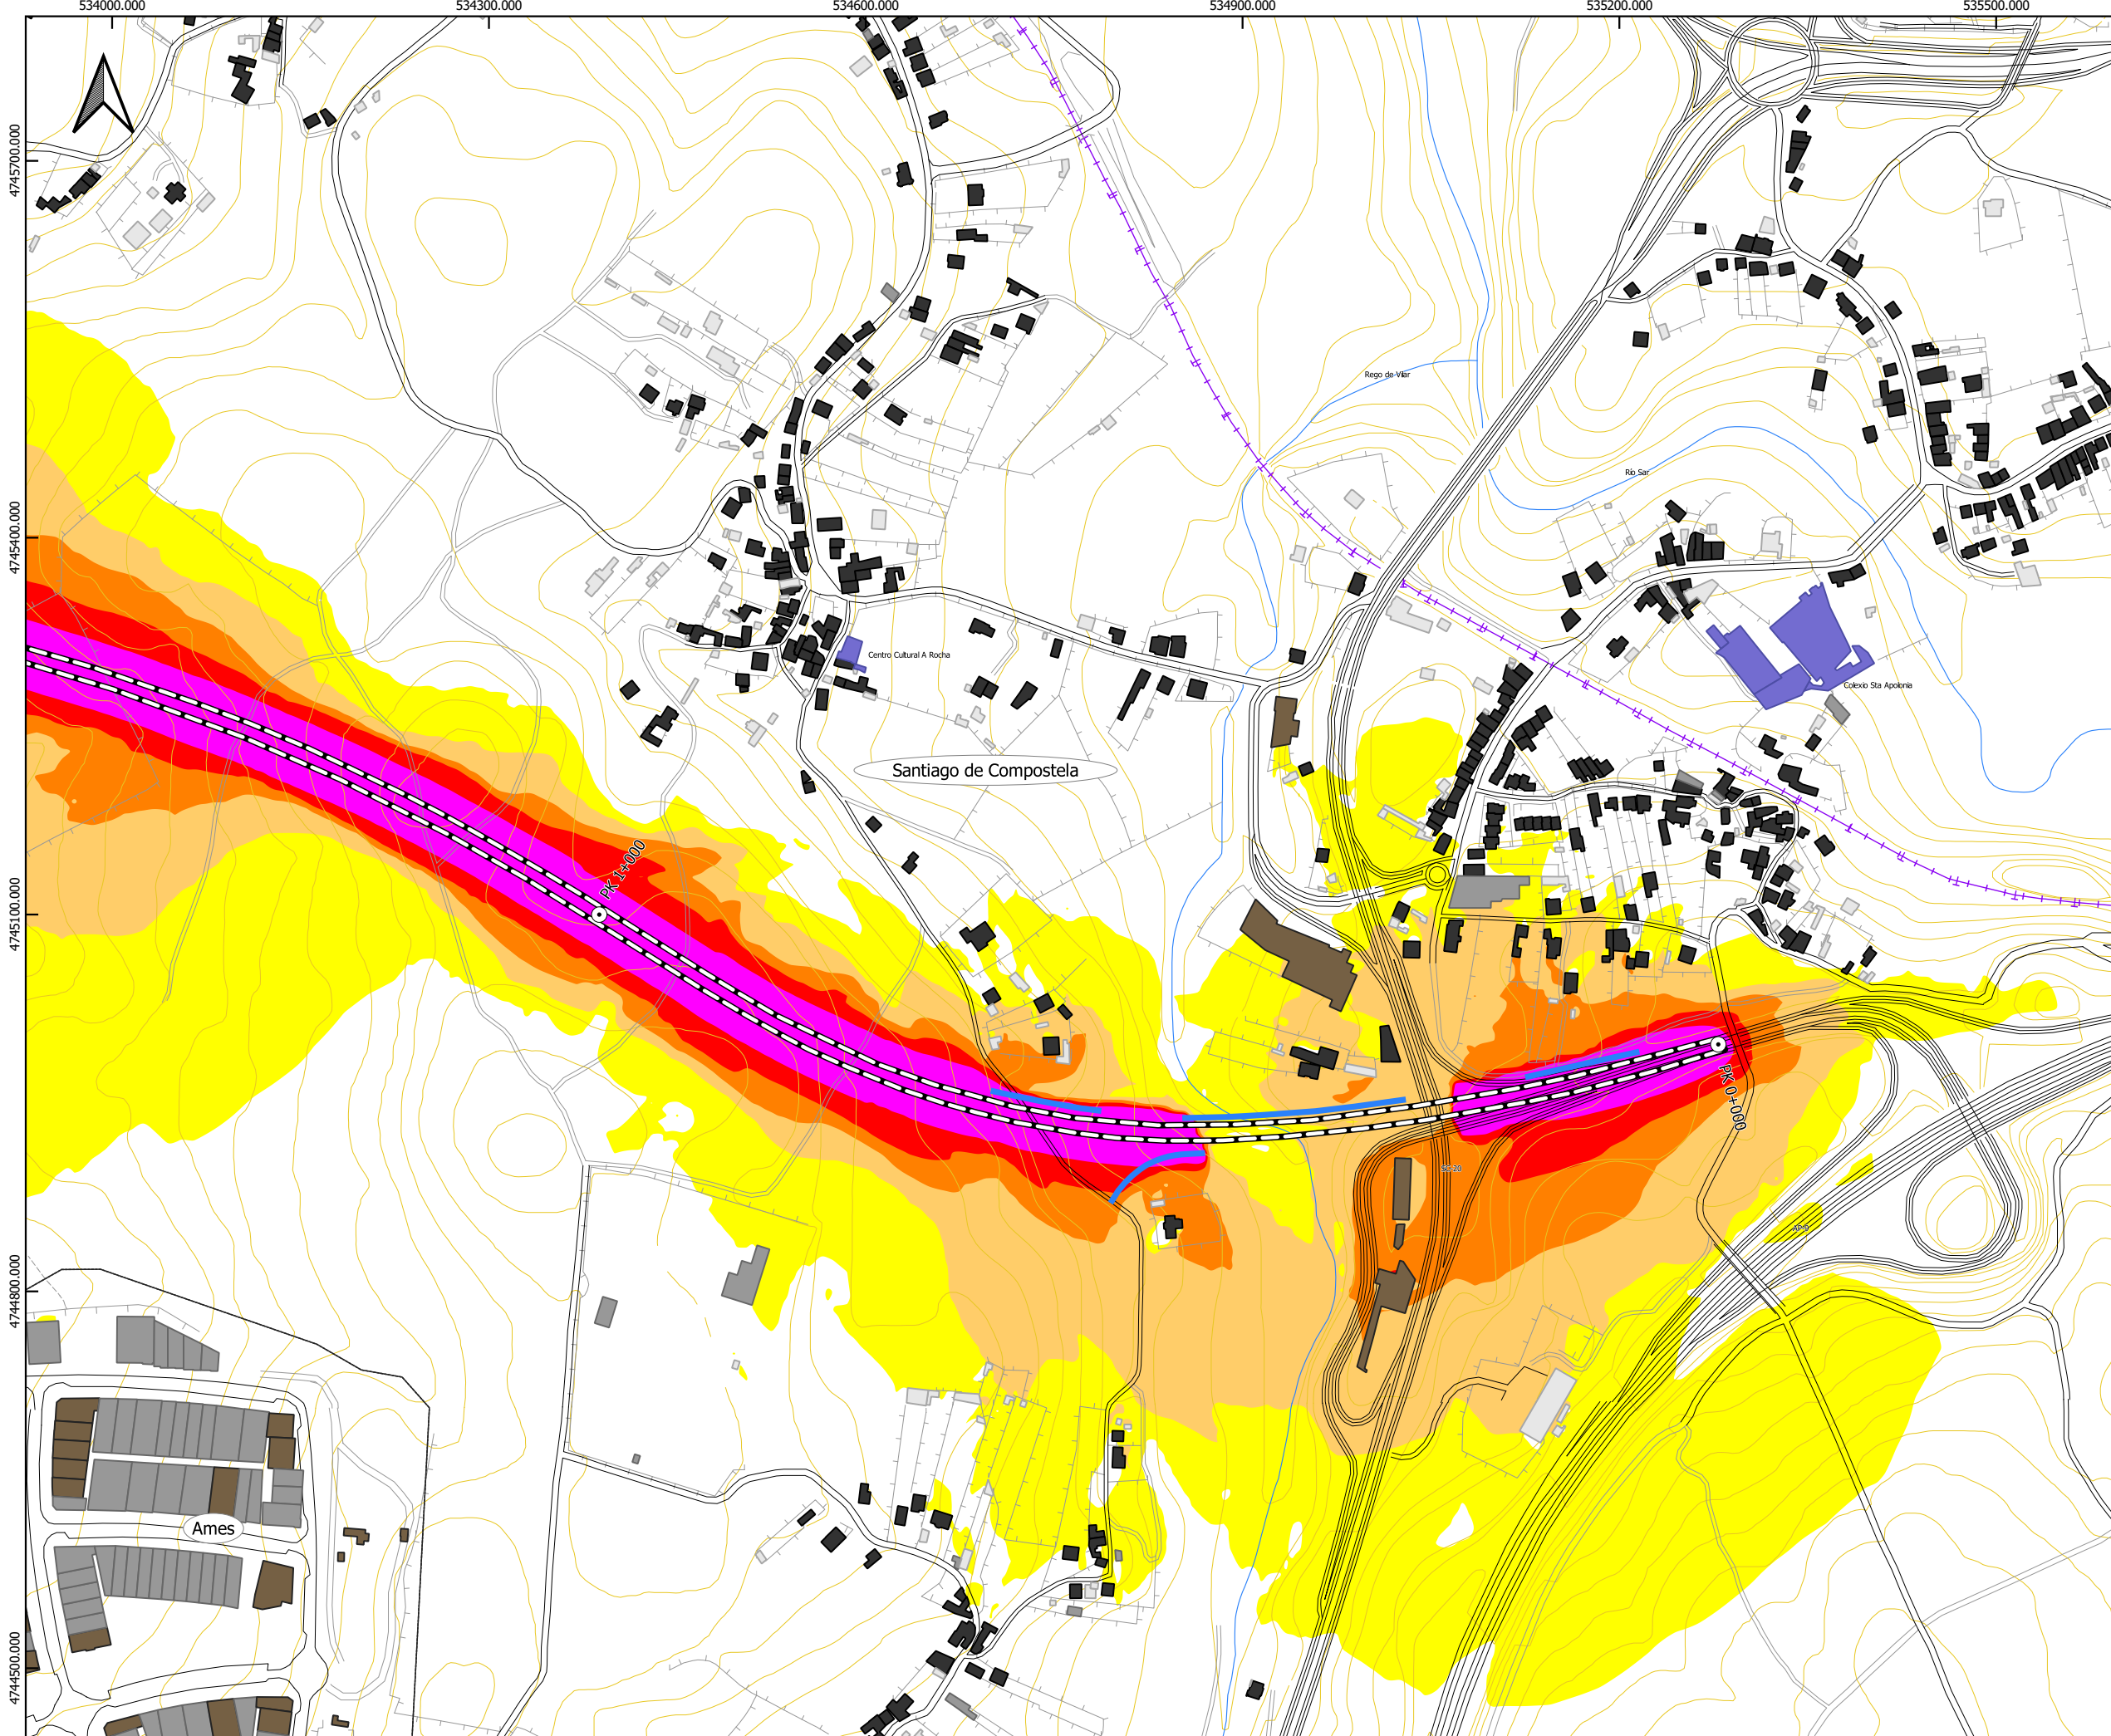 534000.000
534300.000
534600.000
534900.000
535200.000
535500.000
4745700.000
Rego de Vilar
Río Sar
4745400.000
Centro Cultural A Rocha
Colexio Sta Apolonia
Santiago de Compostela
PK 1+000
4745100.000
PK 0+000
SC-20
AP-9
4744800.000
Ames
4744500.000